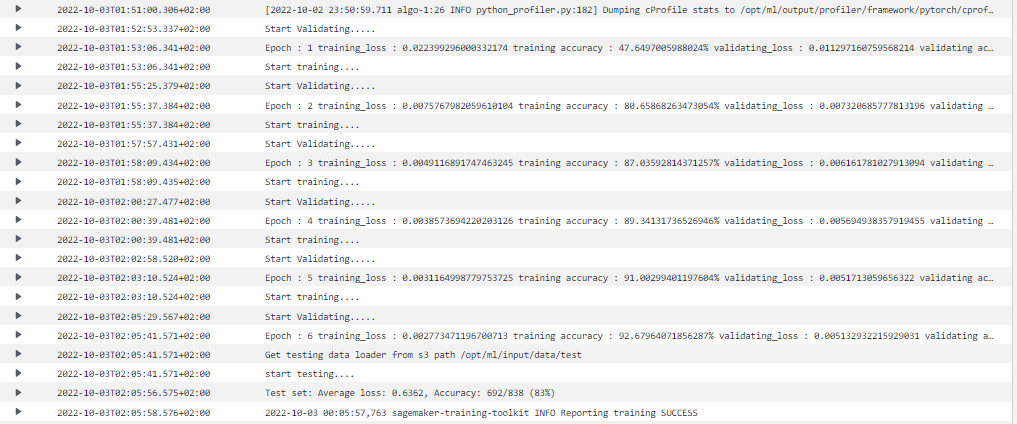 2022-10-03T01:51:00.306+02:00 [2022-10-02 23:50:59.711 algo-1:26 INFO python_profiler.py:182] Dumping cProfile stats to /opt/ml/output/profiler/framework/pytorch/cprof…
2022-10-03T01:52:53.337+02:00 Start Validating.....
2022-10-03T01:53:06.341+02:00 Epoch : 1 training_loss : 0.022399296000332174 training accuracy : 47.6497005988024% validating_loss : 0.011297160759568214 validating ac…
2022-10-03T01:53:06.341+02:00 Start training....
2022-10-03T01:55:25.379+02:00 Start Validating.....
2022-10-03T01:55:37.384+02:00 Epoch : 2 training_loss : 0.0075767982059610104 training accuracy : 80.65868263473054% validating_loss : 0.007320685777813196 validating …
2022-10-03T01:55:37.384+02:00 Start training....
2022-10-03T01:57:57.431+02:00 Start Validating.....
2022-10-03T01:58:09.434+02:00 Epoch : 3 training_loss : 0.0049116891747463245 training accuracy : 87.03592814371257% validating_loss : 0.006161781027913094 validating …
2022-10-03T01:58:09.435+02:00 Start training....
2022-10-03T02:00:27.477+02:00 Start Validating.....
2022-10-03T02:00:39.481+02:00 Epoch : 4 training_loss : 0.0038573694220203126 training accuracy : 89.34131736526946% validating_loss : 0.005694938357919455 validating …
2022-10-03T02:00:39.481+02:00 Start training....
2022-10-03T02:02:58.520+02:00 Start Validating.....
2022-10-03T02:03:10.524+02:00 Epoch : 5 training_loss : 0.0031164998779753725 training accuracy : 91.00299401197604% validating_loss : 0.0051713059656322 validating ac…
2022-10-03T02:03:10.524+02:00 Start training....
2022-10-03T02:05:29.567+02:00 Start Validating.....
2022-10-03T02:05:41.571+02:00 Epoch : 6 training_loss : 0.002773471196700713 training accuracy : 92.67964071856287% validating_loss : 0.005132932215929031 validating a…
2022-10-03T02:05:41.571+02:00 Get testing data loader from s3 path /opt/ml/input/data/test
2022-10-03T02:05:41.571+02:00 start testing....
2022-10-03T02:05:56.575+02:00 Test set: Average loss: 0.6362, Accuracy: 692/838 (83%)
2022-10-03T02:05:58.576+02:00 2022-10-03 00:05:57,763 sagemaker-training-toolkit INFO Reporting training SUCCESS